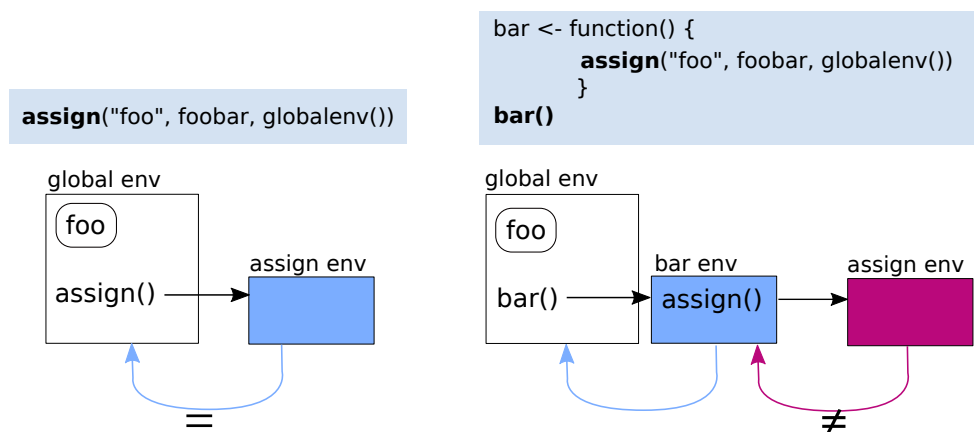 assign("foo", foobar, globalenv())
global env
foo
assign env
assign()
=
bar <- function() {
assign("foo", foobar, globalenv())
}
bar()
global env
foo
bar env
assign env
bar()
assign()
≠